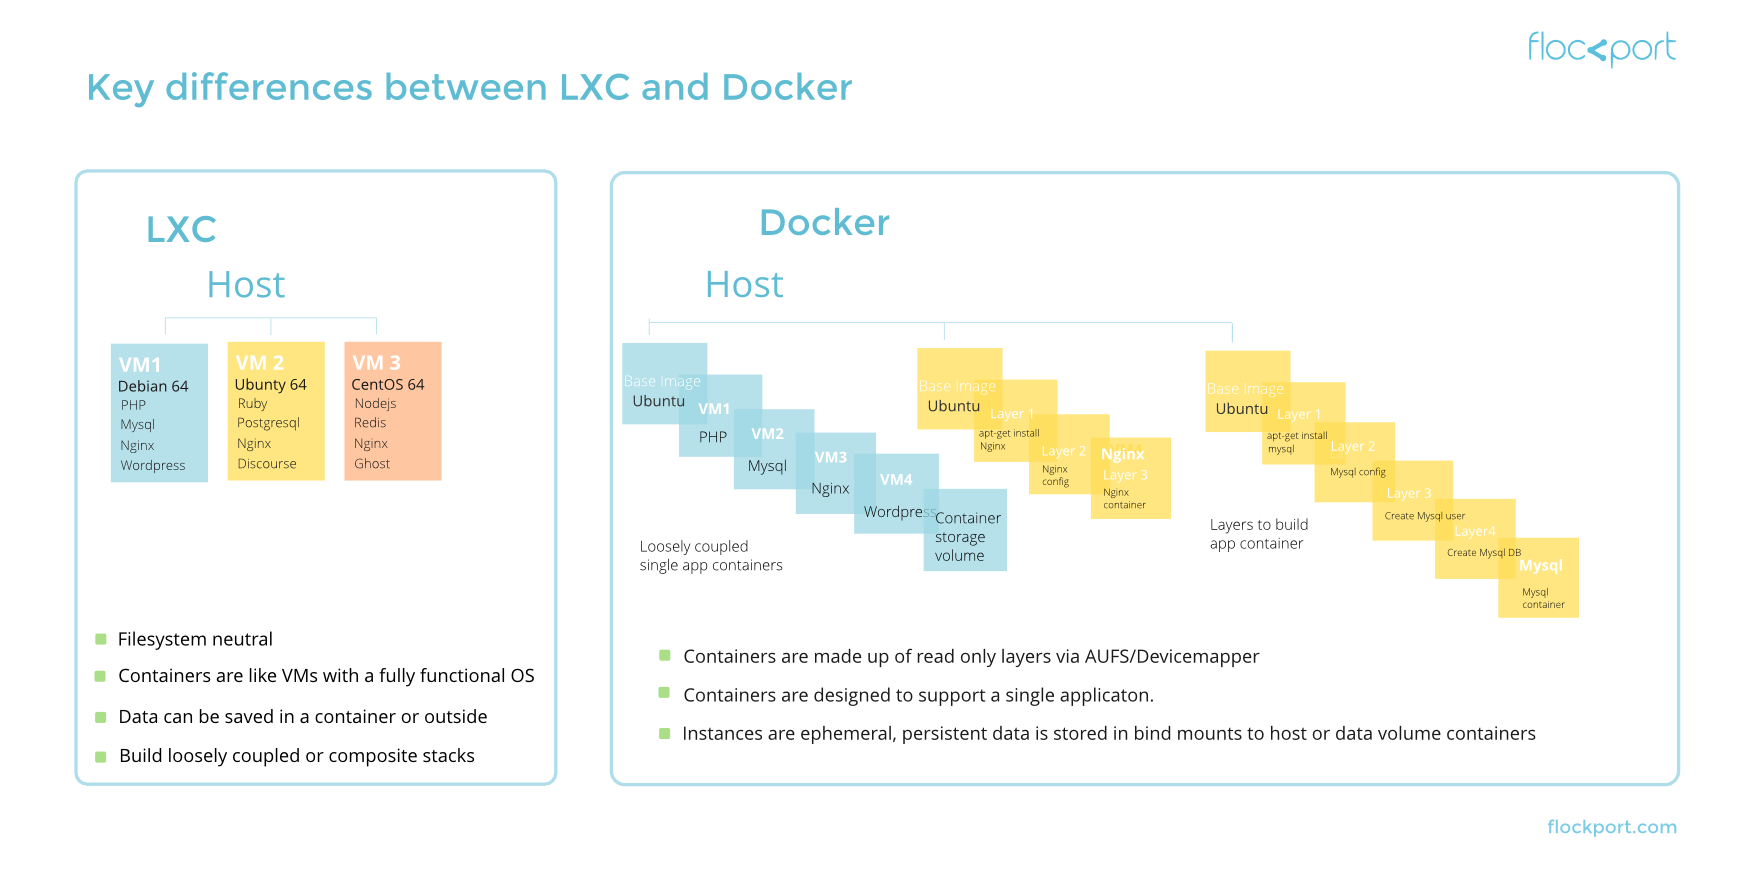 flockport
Key differences between LXC and Docker
LXC
Host
VM1
Debian 64
PHP
Mysql
Nginx
Wordpress
VM 2
Ubunty 64
Ruby
Postgresql
Nginx
Discourse
VM 3
CentOS 64
Nodejs
Redis
Nginx
Ghost
Filesystem neutral
Containers are like VMs with a fully functional OS
Data can be saved in a container or outside
Build loosely coupled or composite stacks
Docker
Host
Base Image
Ubuntu
VM1
PHP
VM2
Mysql
VM3
Nginx
VM4
Wordpress
Container
storage
volume
Loosely coupled
single app containers
Base Image
Ubuntu
Layer 1
apt-get install
Nginx
Layer 2
Nginx
config
Nginx
Layer 3
Nginx
container
Base Image
Ubuntu
Layer 1
apt-get install
mysql
Layer 2
Mysql config
Layer 3
Create Mysql user
Layer4
Create Mysql DB
Mysql
Mysql
container
Layers to build
app container
Containers are made up of read only layers via AUFS/Devicemapper
Containers are designed to support a single applicaton.
Instances are ephemeral, persistent data is stored in bind mounts to host or data volume containers
flockport.com